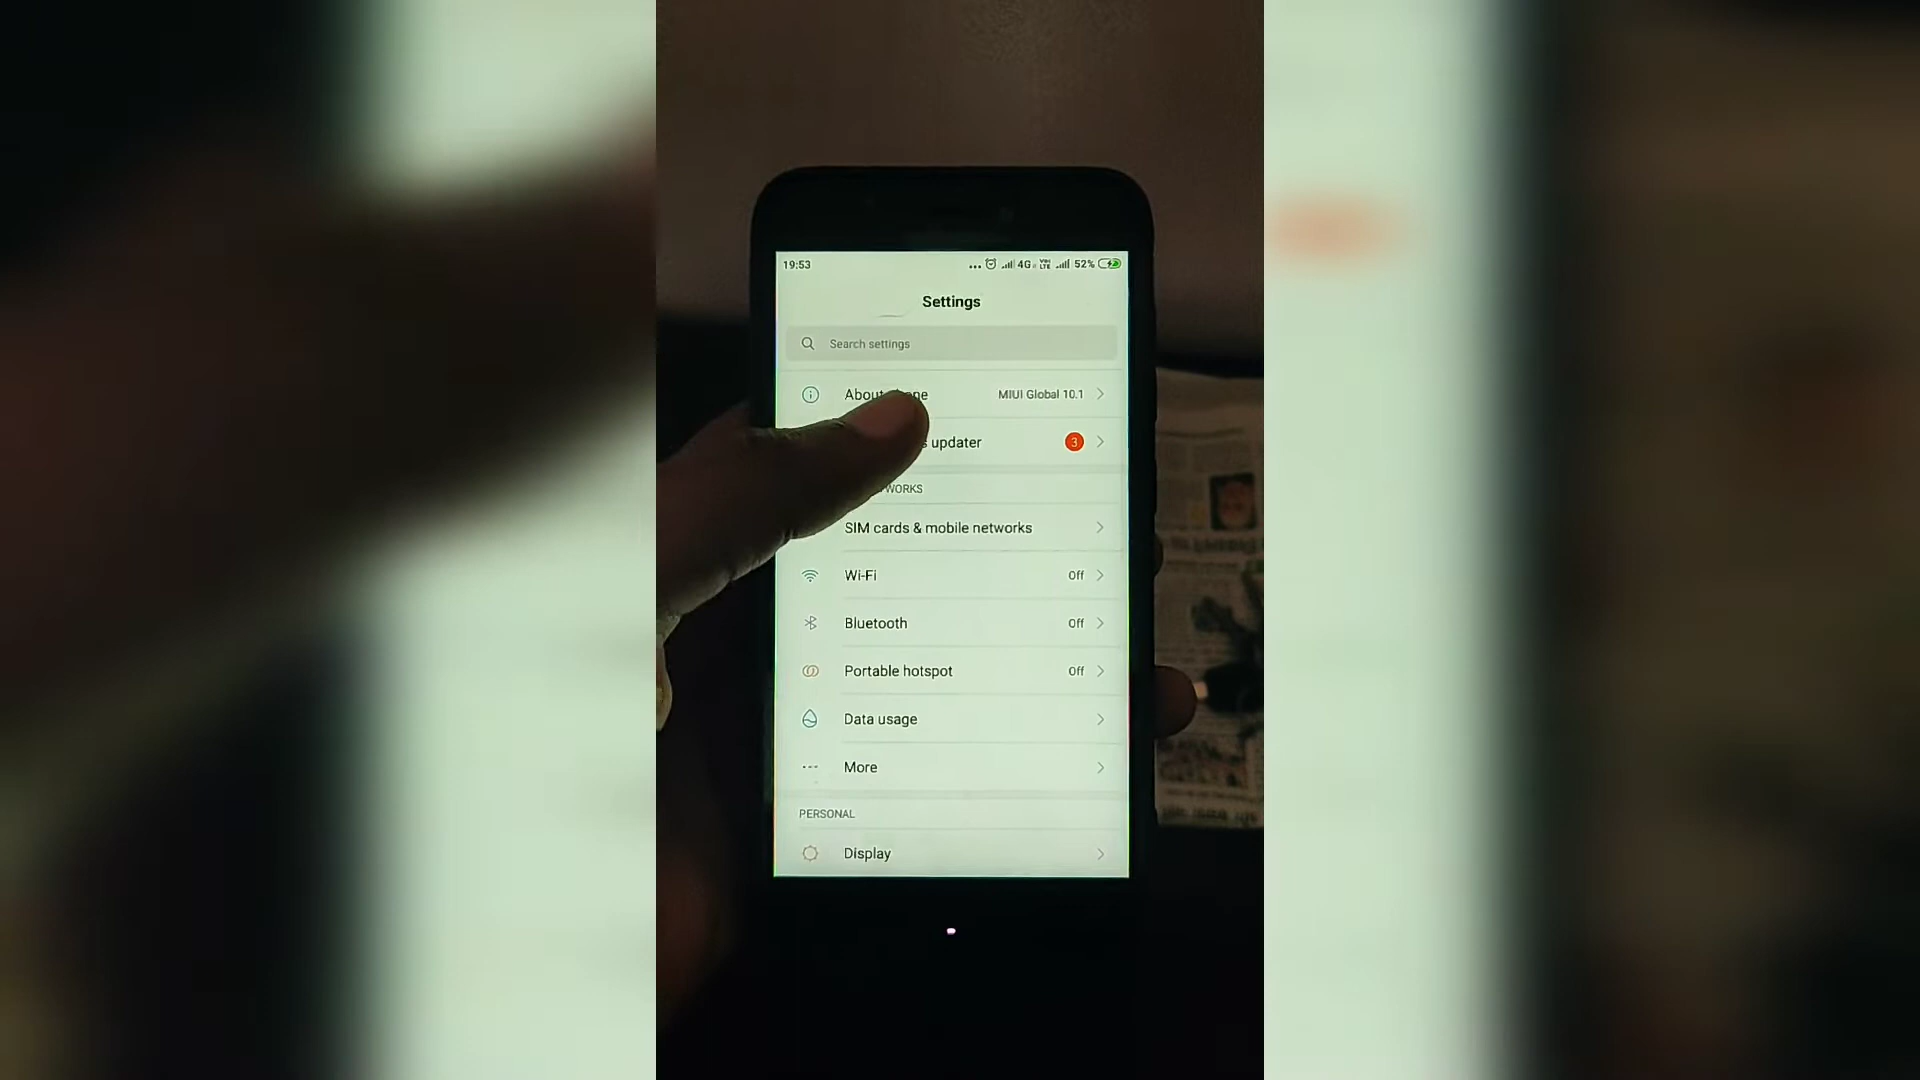 19:53 4G VoLTE 52%
Settings
Search settings
About phone MIUI Global 10.1
updater 3
SIM cards & mobile networks
Wi-Fi Off
Bluetooth Off
Portable hotspot Off
Data usage
More
PERSONAL
Display